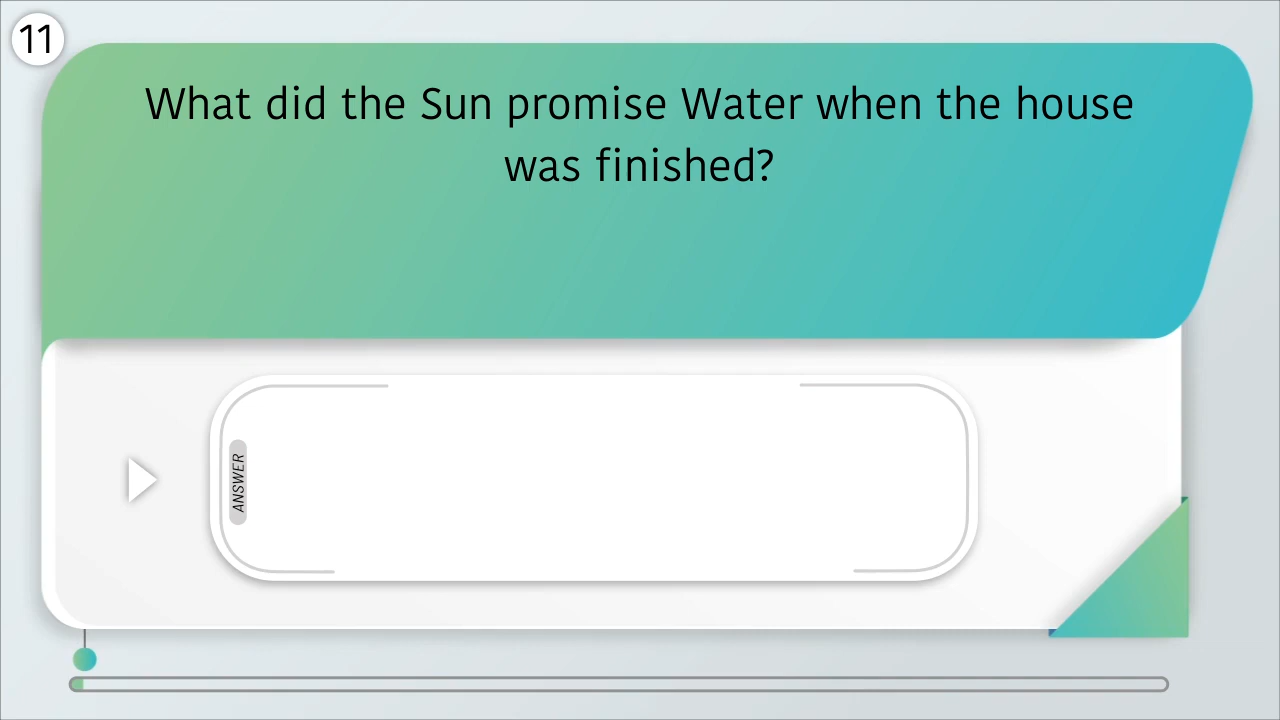 11
What did the Sun promise Water when the house
was finished?
ANSWER